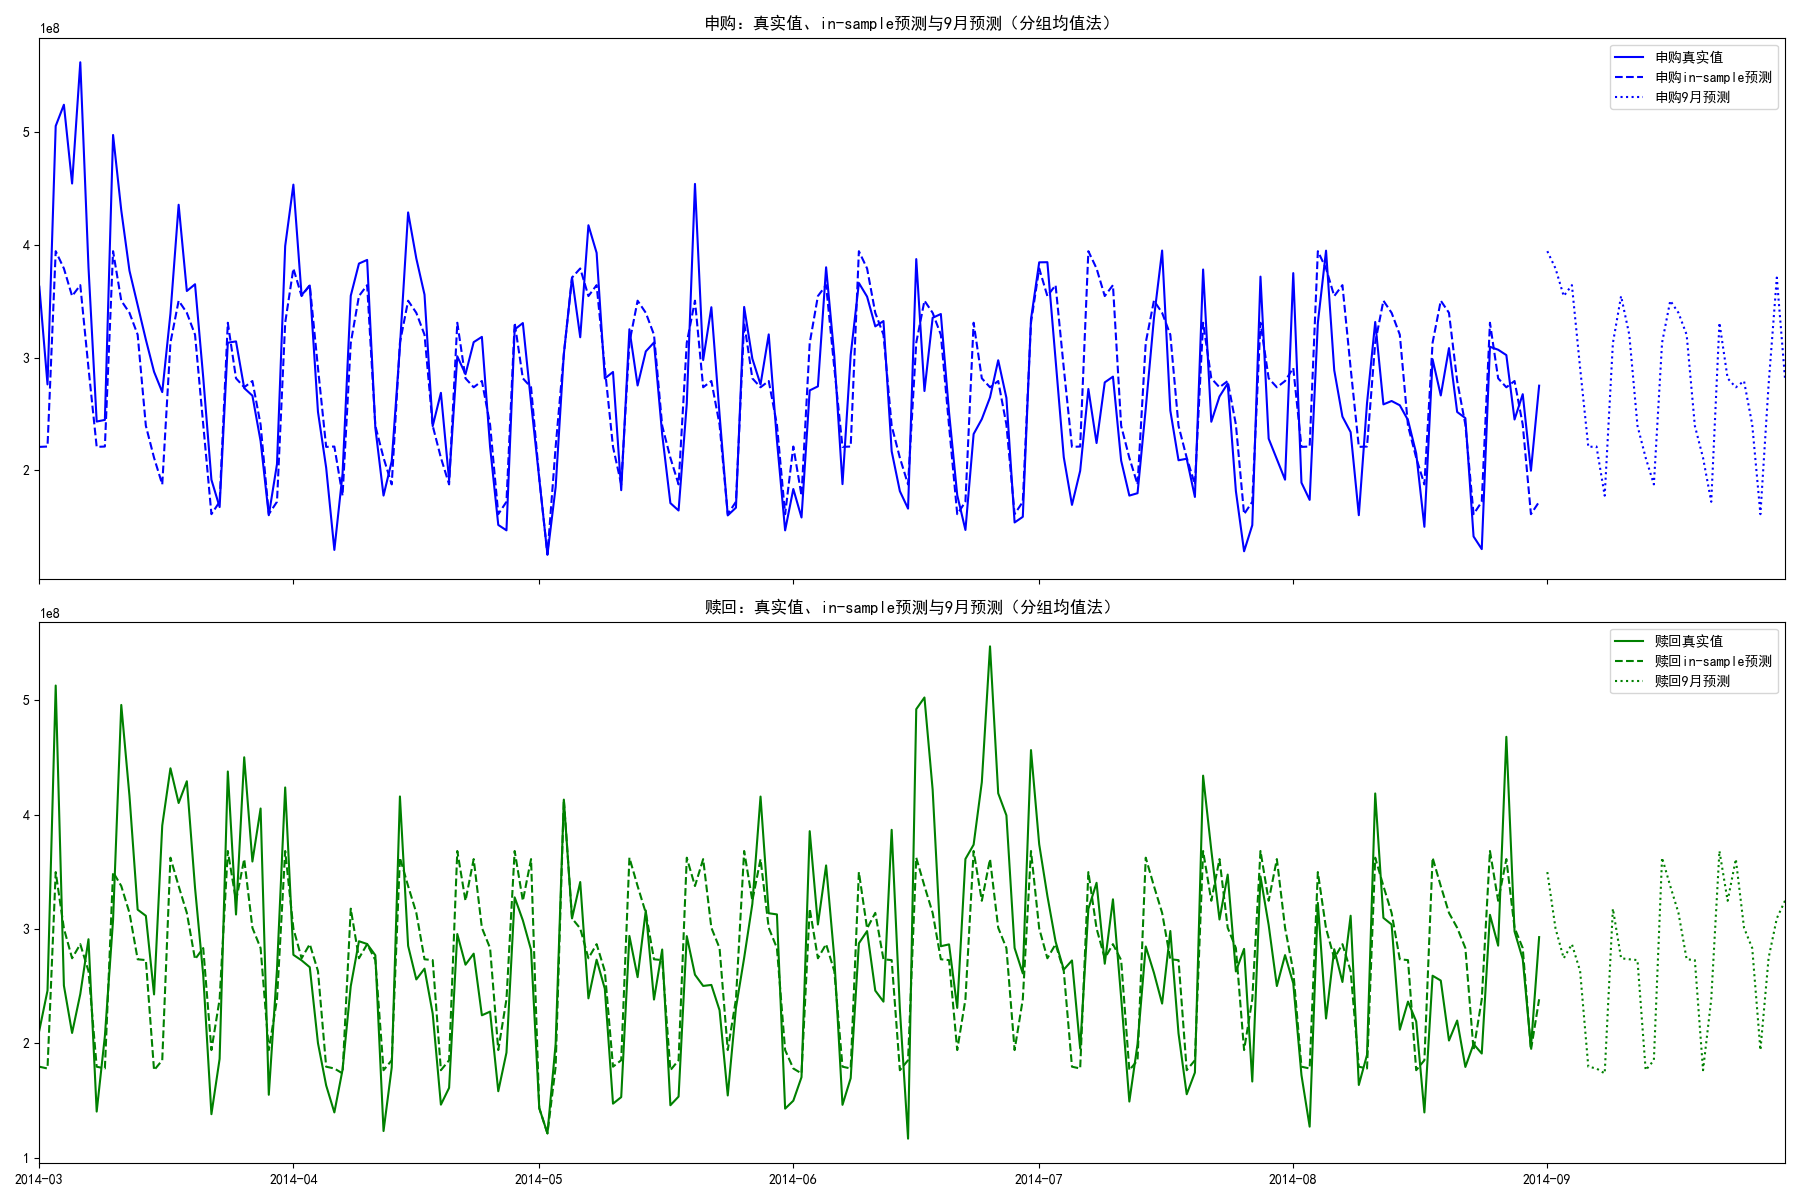 申购：真实值、in-sample预测与9月预测（分组均值法）
1e8
申购真实值
申购in-sample预测
申购9月预测
5
4
3
2
赎回：真实值、in-sample预测与9月预测（分组均值法）
1e8
赎回真实值
赎回in-sample预测
赎回9月预测
5
4
3
2
1
2014-03
2014-04
2014-05
2014-06
2014-07
2014-08
2014-09